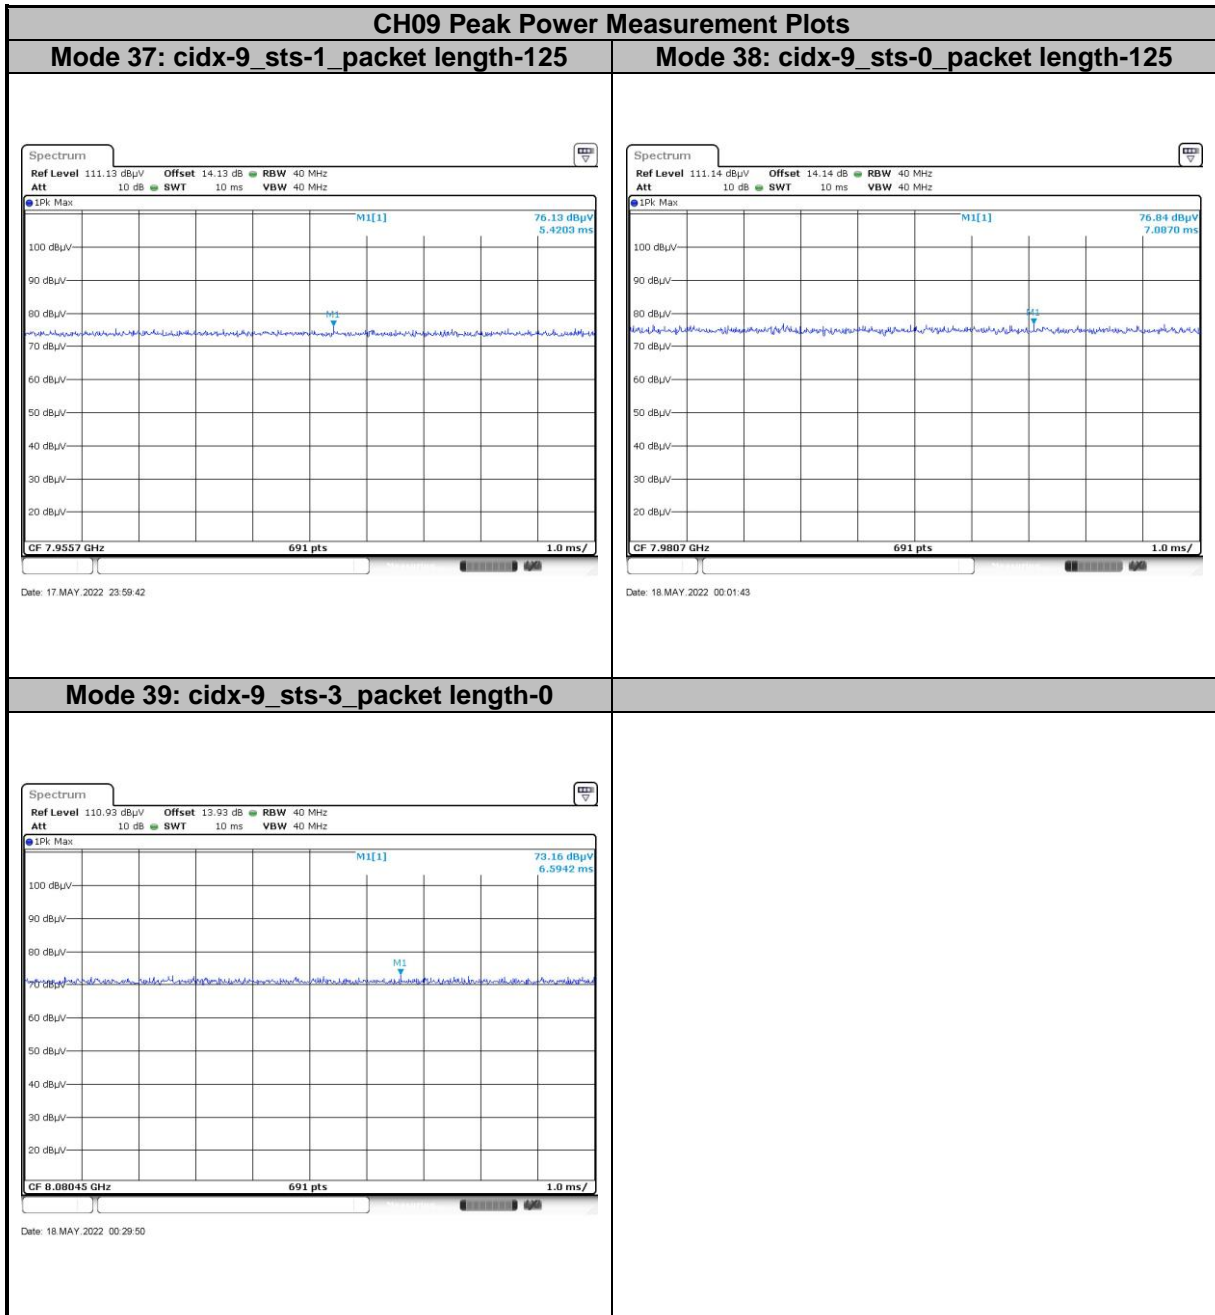 CH09 Peak Power Measurement Plots
Mode 37: cidx-9_sts-1_packet length-125
Mode 38: cidx-9_sts-0_packet length-125
Spectrum
Ref Level 111.13 dBµV Offset 14.13 dB RBW 40 MHz
Att 10 dB SWT 10 ms VBW 40 MHz
1Pk Max
M1[1] 76.13 dBµV
5.4203 ms
100 dBµV
90 dBµV
80 dBµV
M1
70 dBµV
60 dBµV
50 dBµV
40 dBµV
30 dBµV
20 dBµV
CF 7.9557 GHz 691 pts 1.0 ms/
Date: 17.MAY.2022 23:59:42
Spectrum
Ref Level 111.14 dBµV Offset 14.14 dB RBW 40 MHz
Att 10 dB SWT 10 ms VBW 40 MHz
1Pk Max
M1[1] 76.84 dBµV
7.0870 ms
100 dBµV
90 dBµV
80 dBµV
M1
70 dBµV
60 dBµV
50 dBµV
40 dBµV
30 dBµV
20 dBµV
CF 7.9807 GHz 691 pts 1.0 ms/
Date: 18.MAY.2022 00:01:43
Mode 39: cidx-9_sts-3_packet length-0
Spectrum
Ref Level 110.93 dBµV Offset 13.93 dB RBW 40 MHz
Att 10 dB SWT 10 ms VBW 40 MHz
1Pk Max
M1[1] 73.16 dBµV
6.5942 ms
100 dBµV
90 dBµV
80 dBµV
M1
70 dBµV
60 dBµV
50 dBµV
40 dBµV
30 dBµV
20 dBµV
CF 8.08045 GHz 691 pts 1.0 ms/
Date: 18.MAY.2022 00:29:50